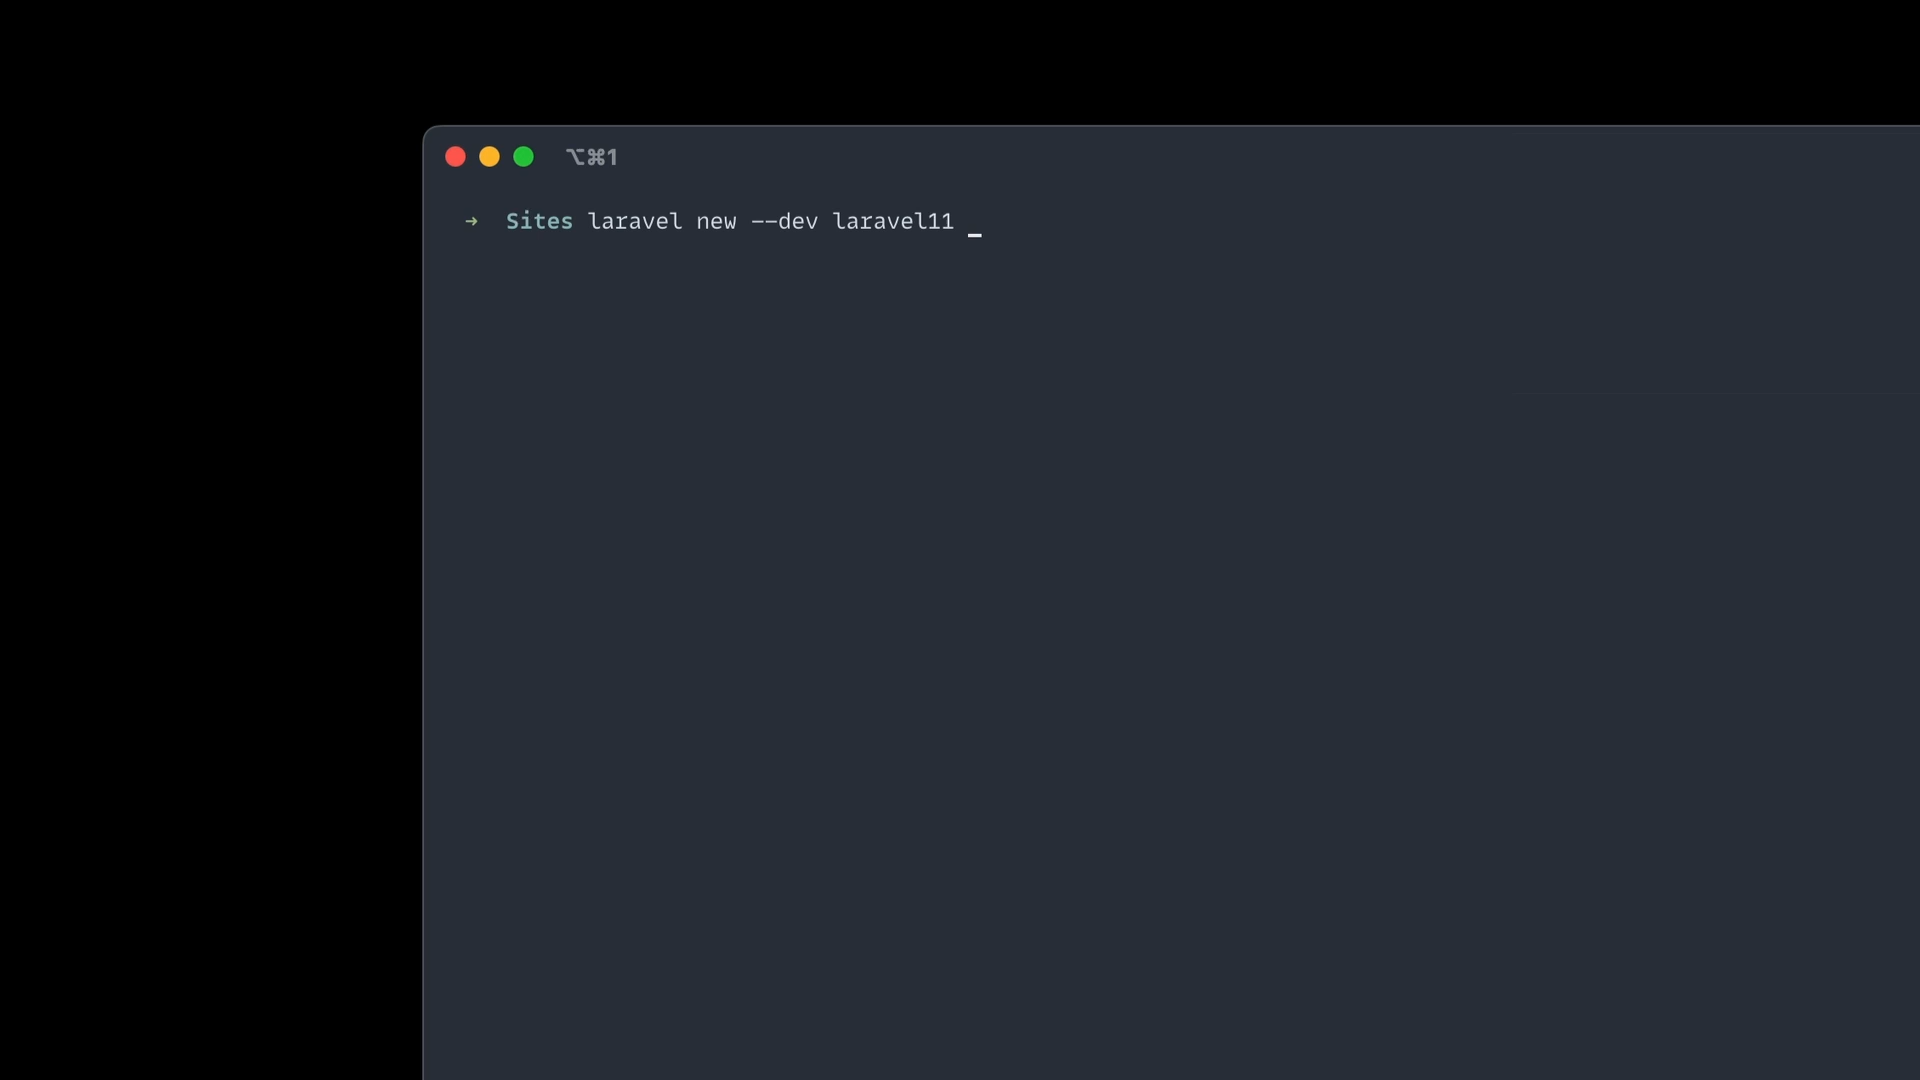 ⌥⌘1
➜ Sites laravel new --dev laravel11 _